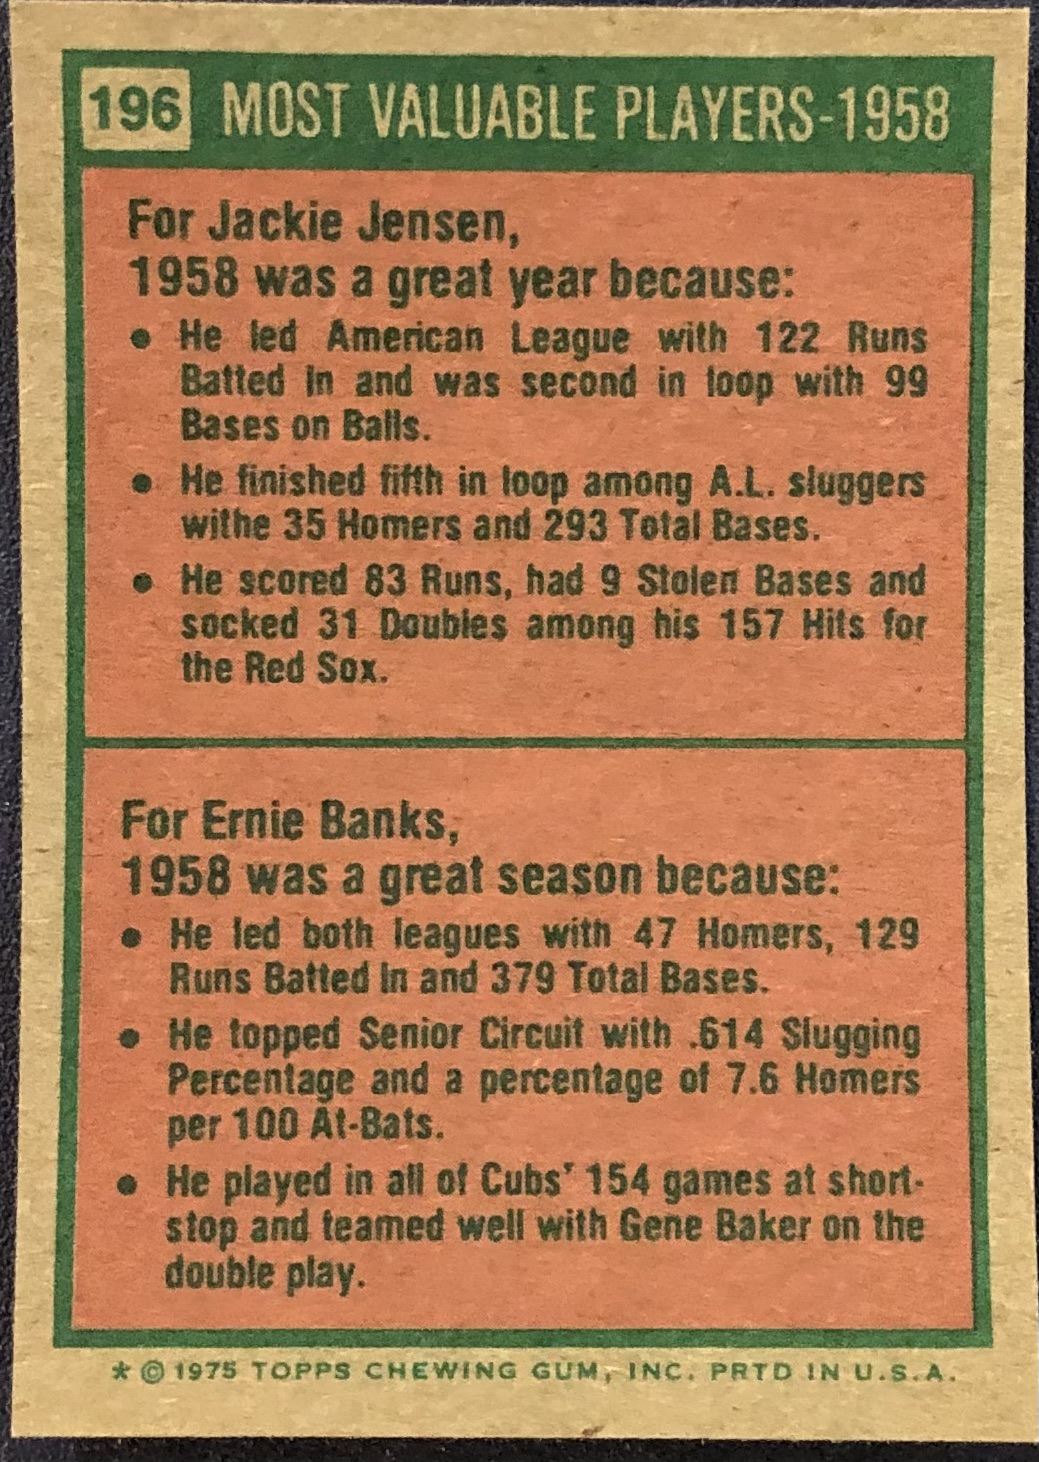 196 MOST VALUABLE PLAYERS-1958
For Jackie Jensen,
1958 was a great year because:
● He led American League with 122 Runs
Batted In and was second in loop with 99
Bases on Balls.
● He finished fifth in loop among A.L. sluggers
withe 35 Homers and 293 Total Bases.
● He scored 83 Runs, had 9 Stolen Bases and
socked 31 Doubles among his 157 Hits for
the Red Sox.
For Ernie Banks,
1958 was a great season because:
● He led both leagues with 47 Homers, 129
Runs Batted In and 379 Total Bases.
● He topped Senior Circuit with .614 Slugging
Percentage and a percentage of 7.6 Homers
per 100 At-Bats.
● He played in all of Cubs' 154 games at short-
stop and teamed well with Gene Baker on the
double play.
* © 1975 TOPPS CHEWING GUM, INC. PRTD IN U.S.A.